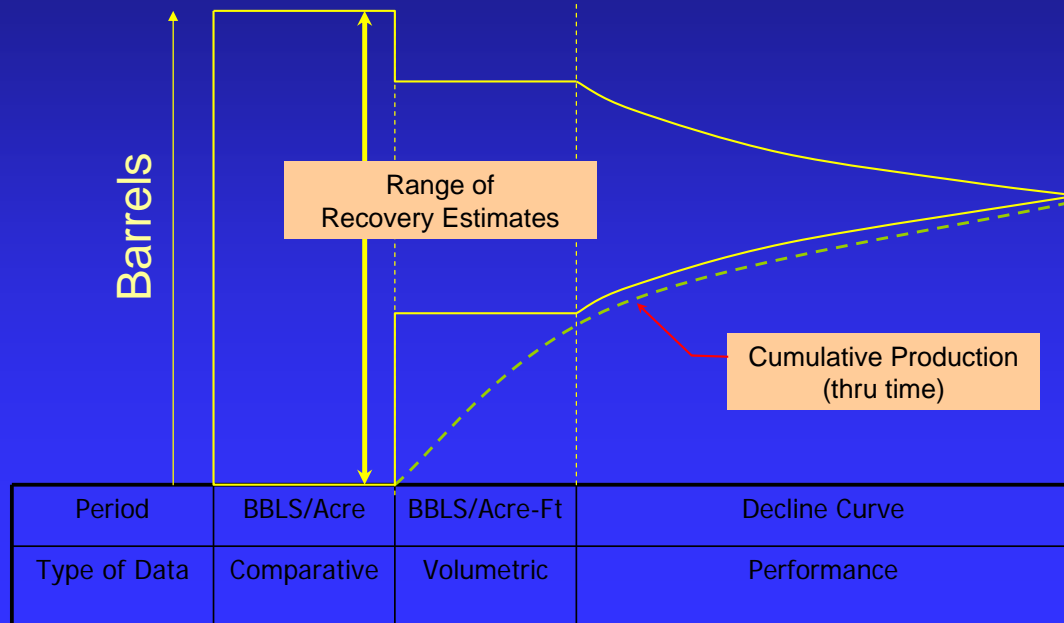 Barrels
Range of
Recovery Estimates
Cumulative Production
(thru time)
Period BBLS/Acre BBLS/Acre-Ft Decline Curve
Type of Data Comparative Volumetric Performance